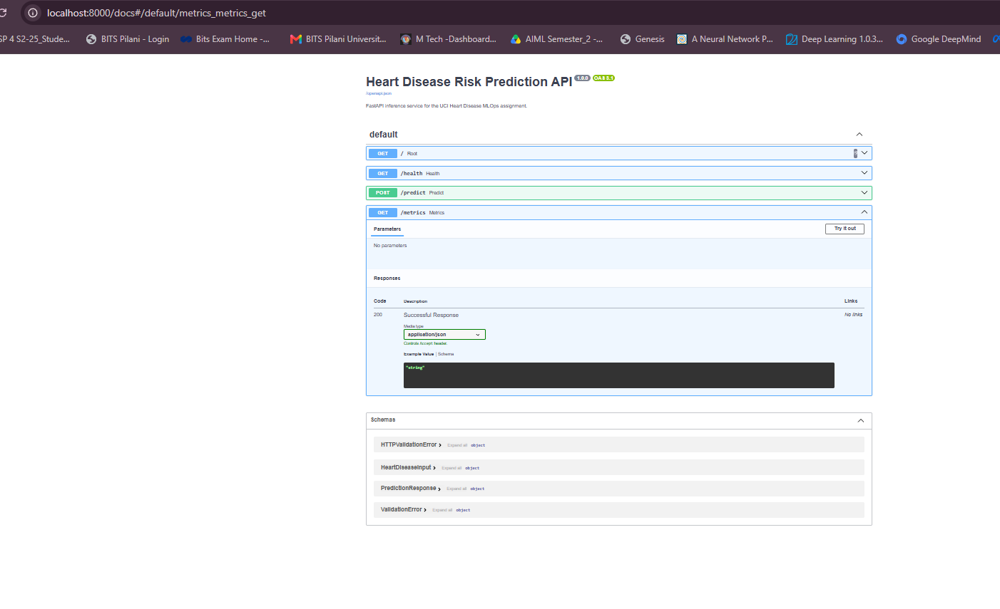 localhost:8000/docs#/default/metrics_metrics_get
SP 4 S2-25_Stude... BITS Pilani - Login Bits Exam Home -... BITS Pilani Universit... M Tech -Dashboard... AIML Semester_2 -... Genesis A Neural Network P... Deep Learning 1.0.3... Google DeepMind
Heart Disease Risk Prediction API 1.0.0 OAS 3.1
/openapi.json
FastAPI inference service for the UCI Heart Disease MLOps assignment.
default
GET / Root
GET /health Health
POST /predict Predict
GET /metrics Metrics
Parameters Try it out
No parameters
Responses
Code Description Links
200 Successful Response No links
Media type
application/json
Controls Accept header.
Example Value | Schema
"string"
Schemas
HTTPValidationError Expand all object
HeartDiseaseInput Expand all object
PredictionResponse Expand all object
ValidationError Expand all object